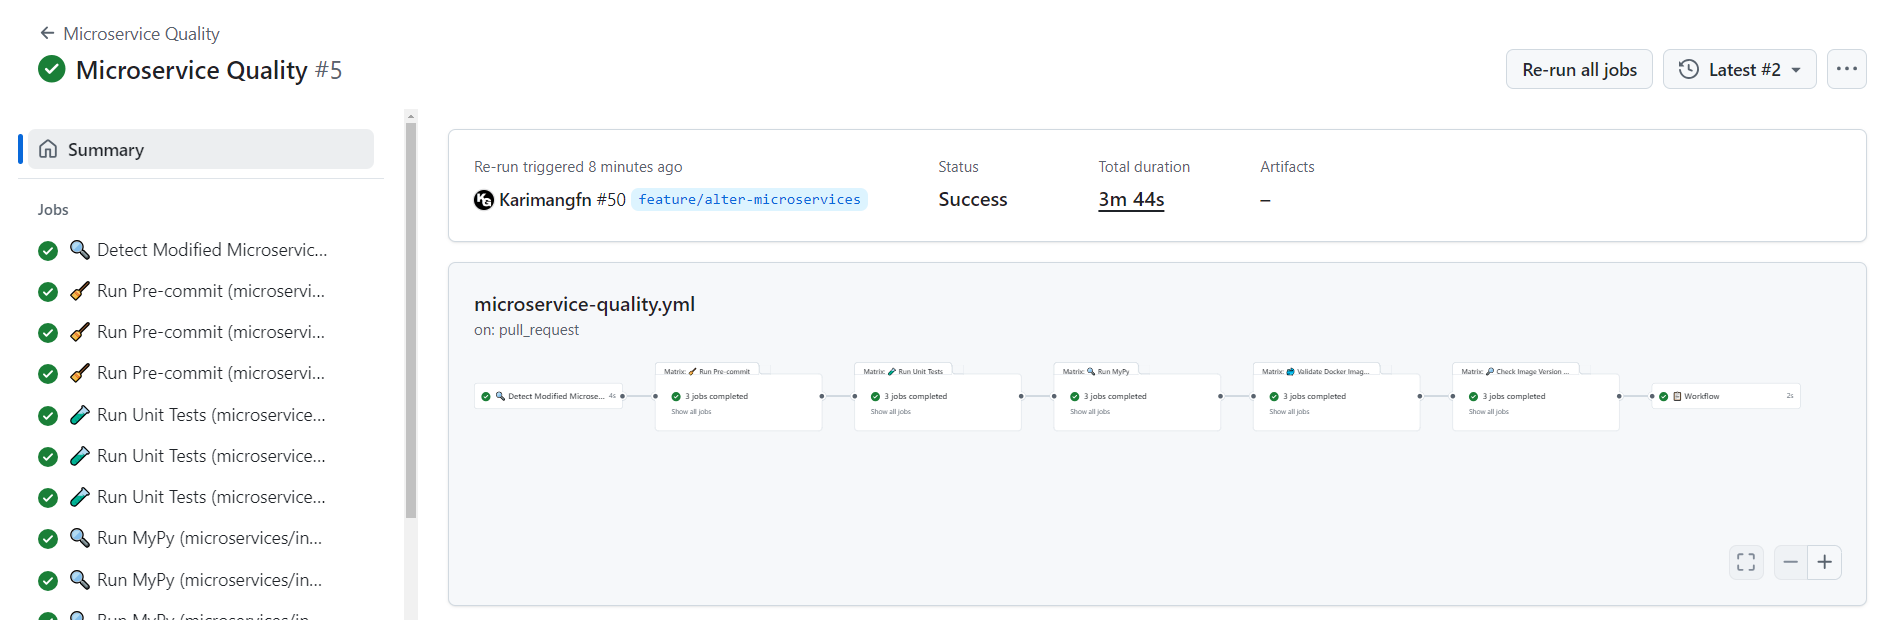 Microservice Quality
Microservice Quality #5
Re-run all jobs
Latest #2
Summary
Jobs
Detect Modified Microservic...
Run Pre-commit (microservi...
Run Pre-commit (microservi...
Run Pre-commit (microservi...
Run Unit Tests (microservice...
Run Unit Tests (microservice...
Run Unit Tests (microservice...
Run MyPy (microservices/in...
Run MyPy (microservices/in...
Run MyPy (microservices/in...
Re-run triggered 8 minutes ago
KG Karimangfn #50 feature/alter-microservices
Status
Success
Total duration
3m 44s
Artifacts
–
microservice-quality.yml
on: pull_request
Detect Modified Microse... 4s
Matrix: Run Pre-commit
3 jobs completed
Show all jobs
Matrix: Run Unit Tests
3 jobs completed
Show all jobs
Matrix: Run MyPy
3 jobs completed
Show all jobs
Matrix: Validate Docker Imag...
3 jobs completed
Show all jobs
Matrix: Check Image Version ...
3 jobs completed
Show all jobs
Workflow 2s